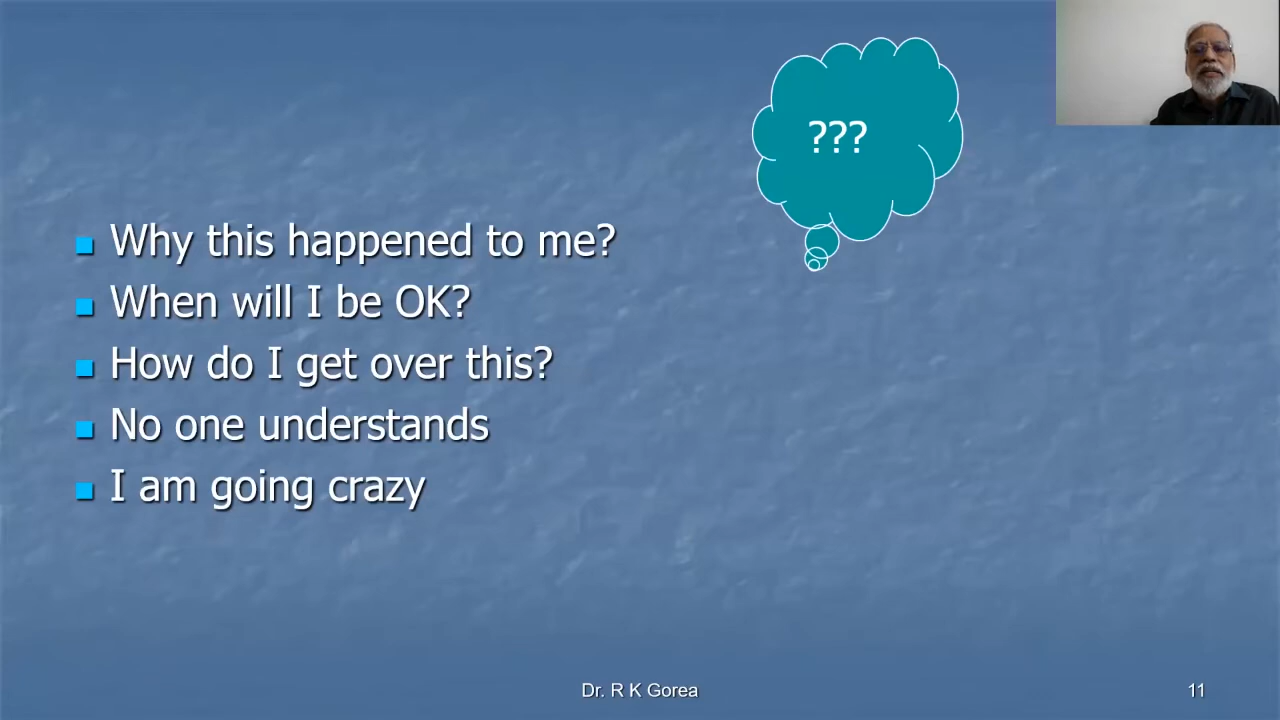 ???
Why this happened to me?
When will I be OK?
How do I get over this?
No one understands
I am going crazy
Dr. R K Gorea
11